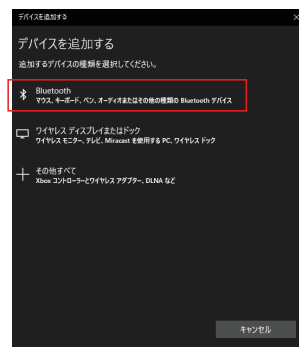 デバイスを追加する
デバイスを追加する
追加するデバイスの種類を選択してください。
Bluetooth
マウス、キーボード、ペン、オーディオまたはその他の種類の Bluetooth デバイス
ワイヤレス ディスプレイまたはドック
ワイヤレス モニター、テレビ、Miracast を使用する PC、ワイヤレス ドック
その他すべて
Xbox コントローラーとワイヤレス アダプター、DLNA など
キャンセル